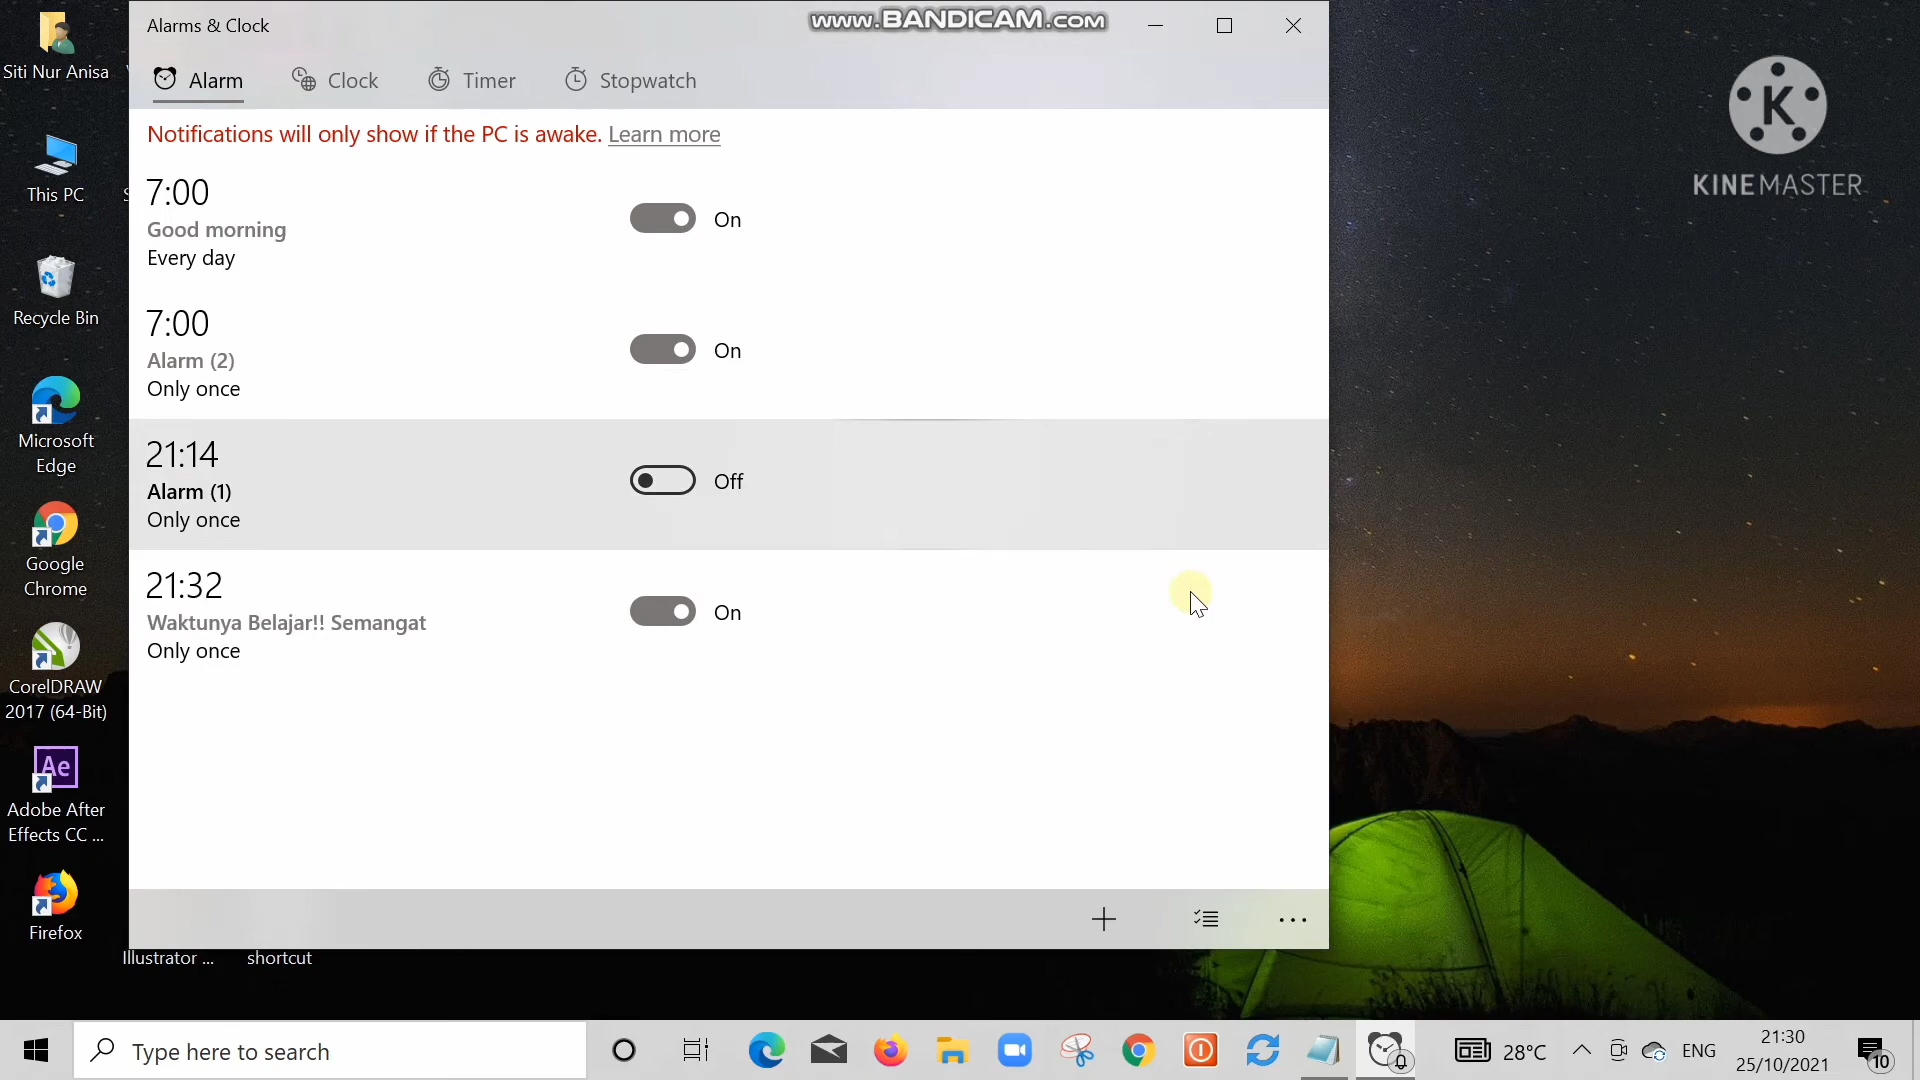 www.BANDICAM.com
Alarms & Clock
Alarm
Clock
Timer
Stopwatch
Notifications will only show if the PC is awake. Learn more
7:00
Good morning
Every day
On
7:00
Alarm (2)
Only once
On
21:14
Alarm (1)
Only once
Off
21:32
Waktunya Belajar!! Semangat
Only once
On
K
KINEMASTER
Siti Nur Anisa
This PC
Recycle Bin
Microsoft
Edge
Google
Chrome
CorelDRAW
2017 (64-Bit)
Ae
Adobe After
Effects CC ...
Firefox
Illustrator ...
shortcut
Type here to search
28°C
ENG
21:30
25/10/2021
10